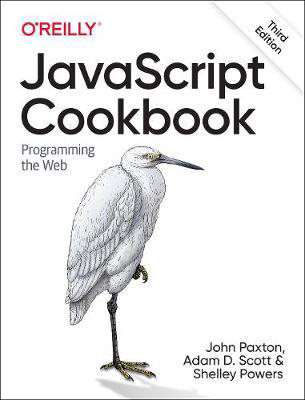 O'REILLY®
Third
Edition
JavaScript
Cookbook
Programming
the Web
John Paxton,
Adam D. Scott &
Shelley Powers